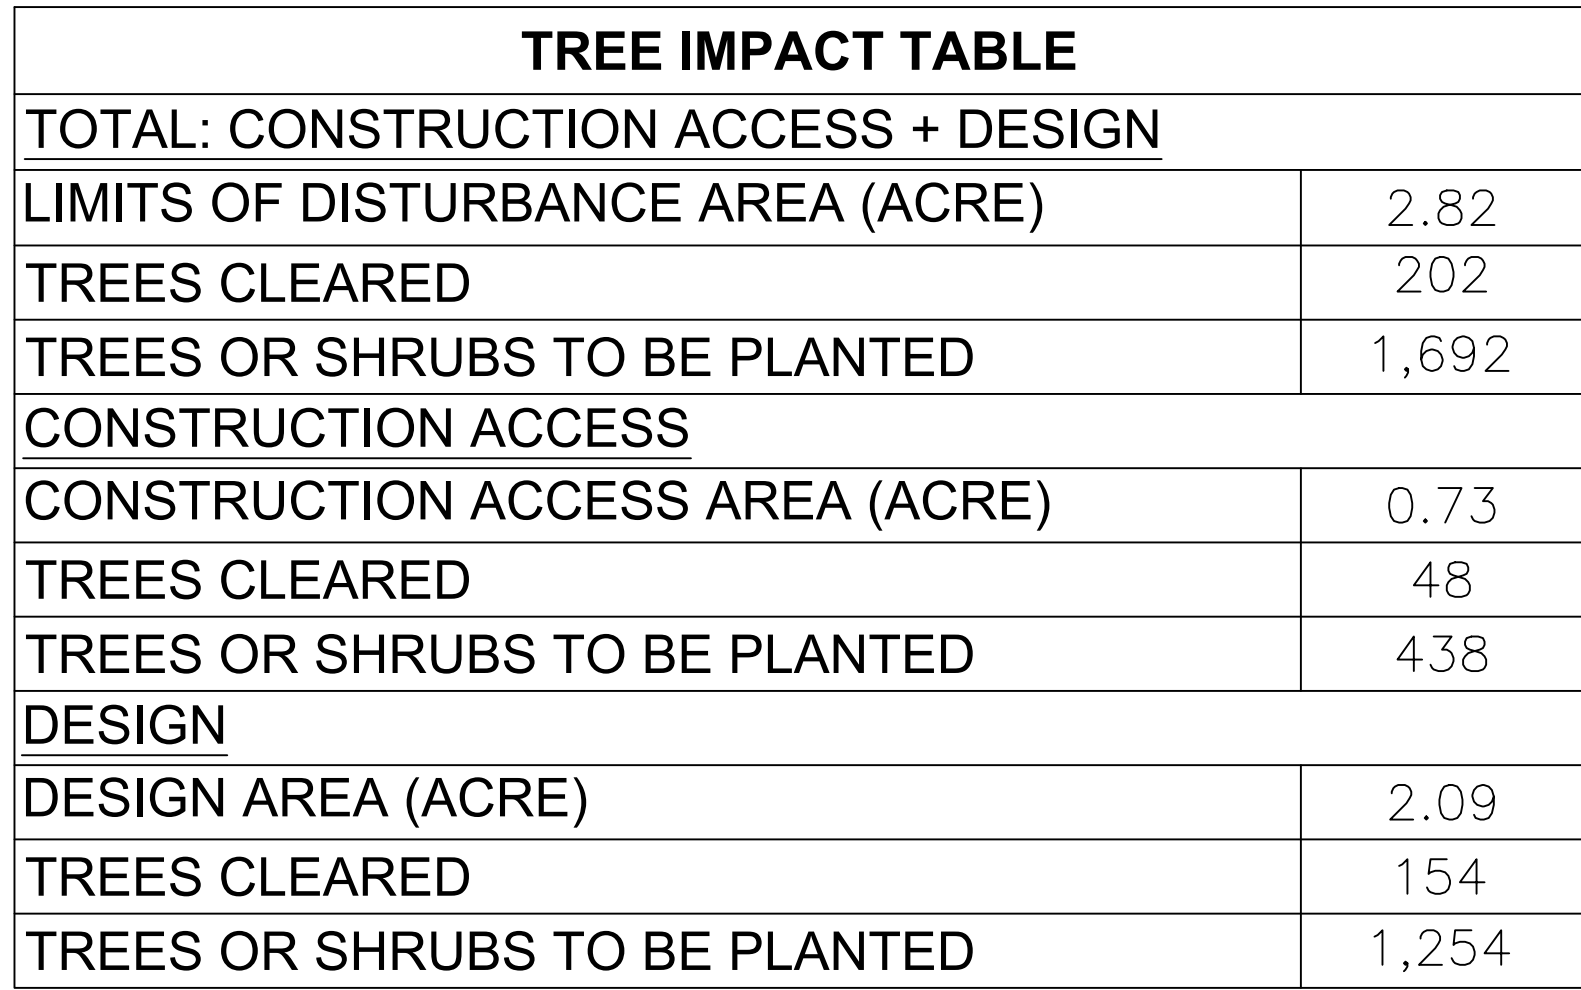 TREE IMPACT TABLE
TOTAL: CONSTRUCTION ACCESS + DESIGN
LIMITS OF DISTURBANCE AREA (ACRE) 2.82
TREES CLEARED 202
TREES OR SHRUBS TO BE PLANTED 1,692
CONSTRUCTION ACCESS
CONSTRUCTION ACCESS AREA (ACRE) 0.73
TREES CLEARED 48
TREES OR SHRUBS TO BE PLANTED 438
DESIGN
DESIGN AREA (ACRE) 2.09
TREES CLEARED 154
TREES OR SHRUBS TO BE PLANTED 1,254